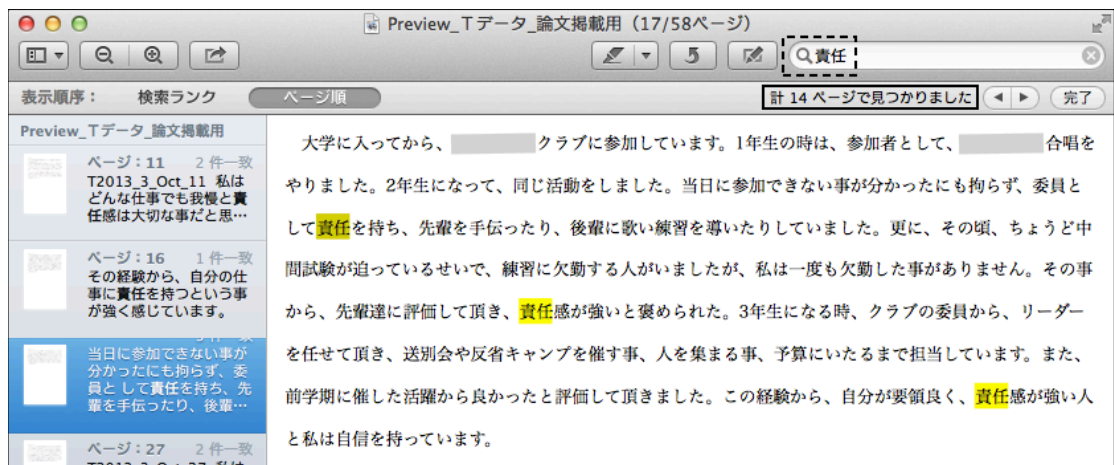 Preview_Ｔデータ_論文掲載用（17/58ページ）
責任
表示順序： 検索ランク ページ順 計 14 ページで見つかりました 完了
Preview_Ｔデータ_論文掲載用
ページ：11 2 件一致
T2013_3_Oct_11 私は
どんな仕事でも我慢と責
任感は大切な事だと思…
ページ：16 1 件一致
その経験から、自分の仕
事に責任を持つという事
が強く感じています。
当日に参加できない事が
分かったにも拘らず、委
員と して責任を持ち、先
輩を手伝ったり、後輩…
ページ：27 2 件一致
大学に入ってから、 クラブに参加しています。1年生の時は、参加者として、 合唱を
やりました。2年生になって、同じ活動をしました。当日に参加できない事が分かったにも拘らず、委員と
して責任を持ち、先輩を手伝ったり、後輩に歌い練習を導いたりしていました。更に、その頃、ちょうど中
間試験が迫っているせいで、練習に欠勤する人がいましたが、私は一度も欠勤した事がありません。その事
から、先輩達に評価して頂き、責任感が強いと褒められた。3年生になる時、クラブの委員から、リーダー
を任せて頂き、送別会や反省キャンプを催す事、人を集まる事、予算にいたるまで担当しています。また、
前学期に催した活躍から良かったと評価して頂きました。この経験から、自分が要領良く、責任感が強い人
と私は自信を持っています。